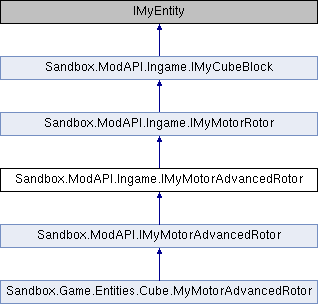 IMyEntity
Sandbox.ModAPI.Ingame.IMyCubeBlock
Sandbox.ModAPI.Ingame.IMyMotorRotor
Sandbox.ModAPI.Ingame.IMyMotorAdvancedRotor
Sandbox.ModAPI.IMyMotorAdvancedRotor
Sandbox.Game.Entities.Cube.MyMotorAdvancedRotor